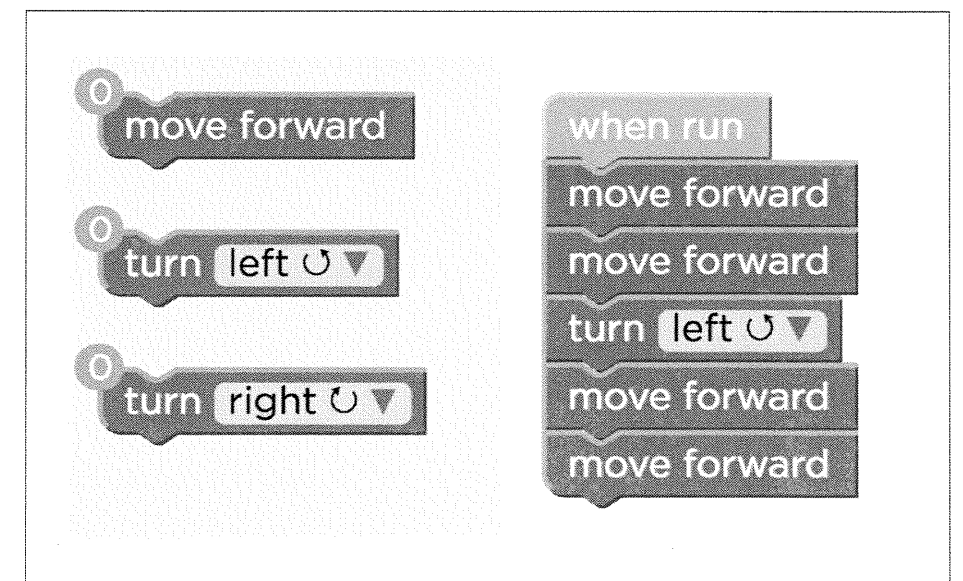 0
move forward
0
turn left ↺ ▼
0
turn right ↻ ▼
when run
move forward
move forward
turn left ↺ ▼
move forward
move forward